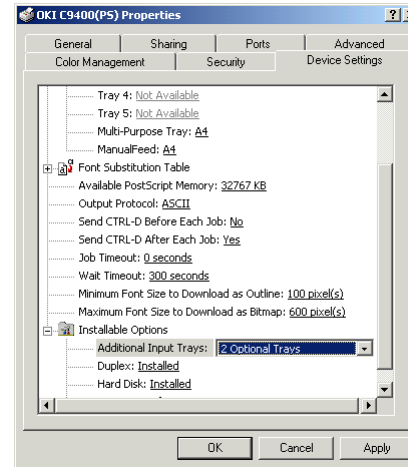 OKI C9400(PS) Properties
General Sharing Ports Advanced
Color Management Security Device Settings
Tray 4: Not Available
Tray 5: Not Available
Multi-Purpose Tray: A4
ManualFeed: A4
Font Substitution Table
Available PostScript Memory: 32767 KB
Output Protocol: ASCII
Send CTRL-D Before Each Job: No
Send CTRL-D After Each Job: Yes
Job Timeout: 0 seconds
Wait Timeout: 300 seconds
Minimum Font Size to Download as Outline: 100 pixel(s)
Maximum Font Size to Download as Bitmap: 600 pixel(s)
Installable Options
Additional Input Trays: 2 Optional Trays
Duplex: Installed
Hard Disk: Installed
OK Cancel Apply